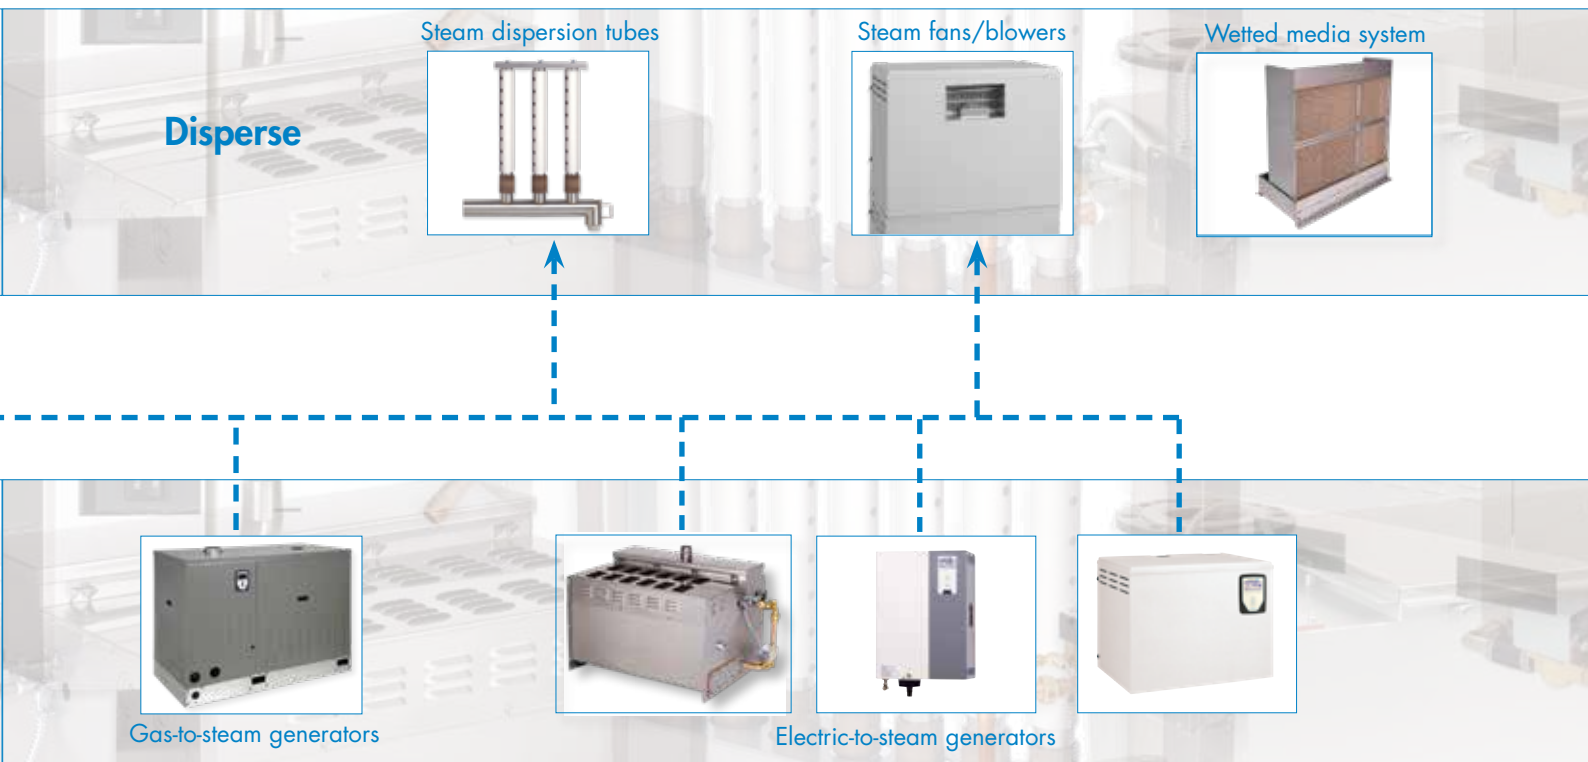 Steam dispersion tubes
Steam fans/blowers
Wetted media system
Disperse
Gas-to-steam generators
Electric-to-steam generators